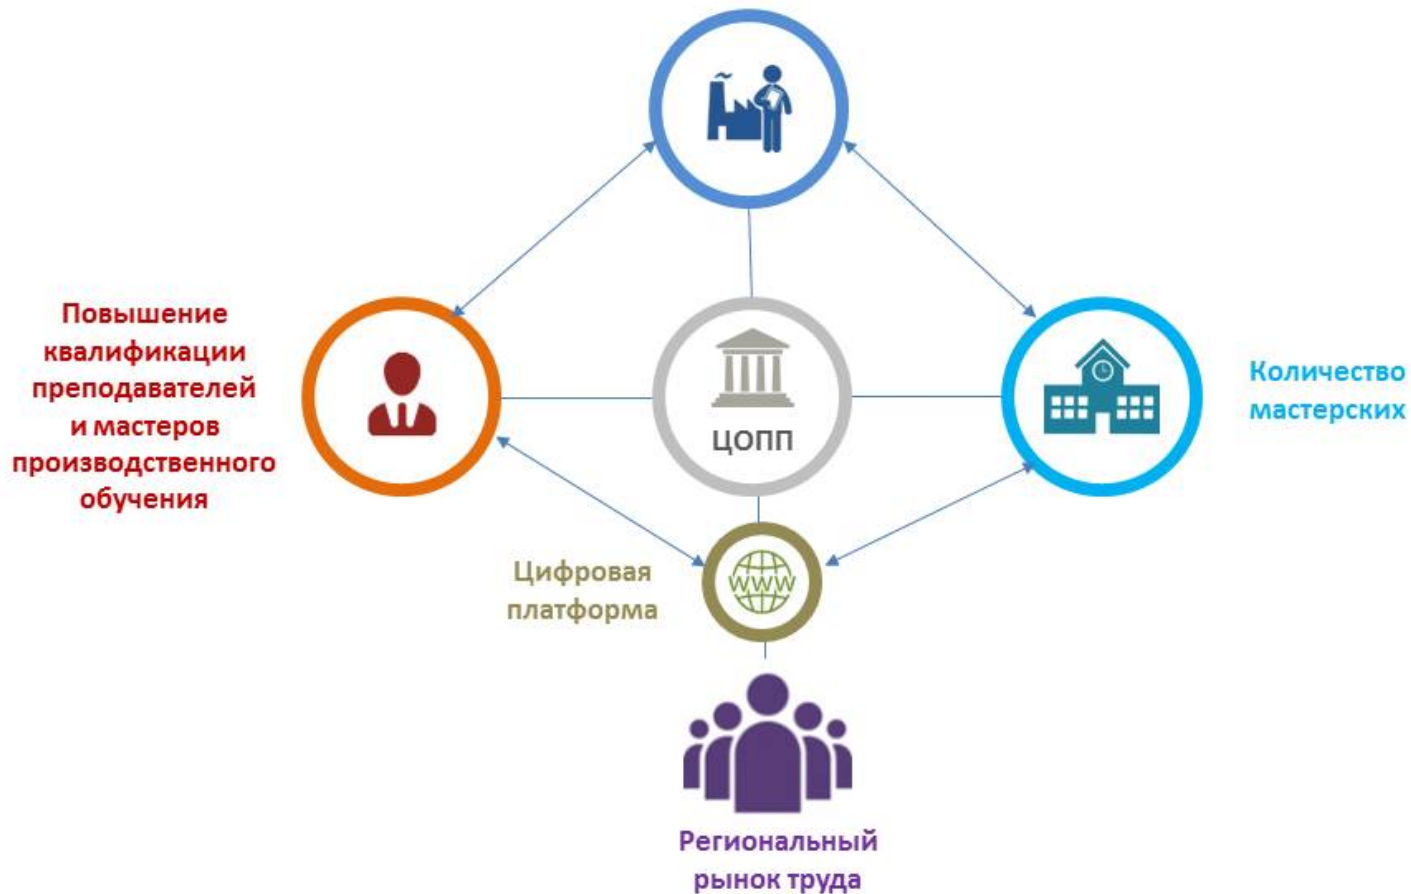 Повышение
квалификации
преподавателей
и мастеров
производственного
обучения
ЦОПП
Количество
мастерских
Цифровая
платформа
www
Региональный
рынок труда